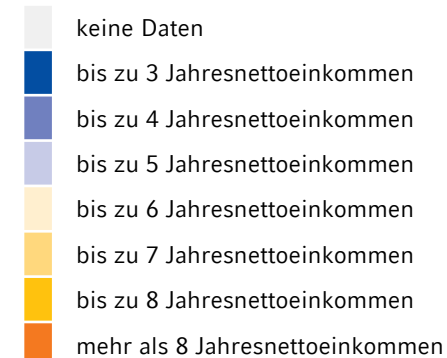 keine Daten
bis zu 3 Jahresnettoeinkommen
bis zu 4 Jahresnettoeinkommen
bis zu 5 Jahresnettoeinkommen
bis zu 6 Jahresnettoeinkommen
bis zu 7 Jahresnettoeinkommen
bis zu 8 Jahresnettoeinkommen
mehr als 8 Jahresnettoeinkommen